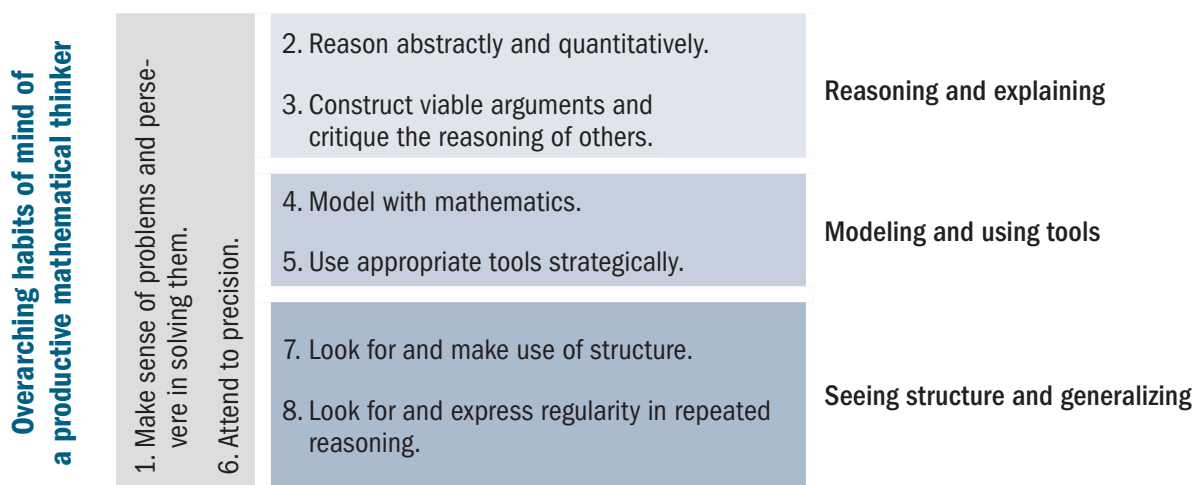 Overarching habits of mind of
a productive mathematical thinker
1. Make sense of problems and perse-
vere in solving them.
6. Attend to precision.
2. Reason abstractly and quantitatively.
3. Construct viable arguments and
critique the reasoning of others.
Reasoning and explaining
4. Model with mathematics.
5. Use appropriate tools strategically.
Modeling and using tools
7. Look for and make use of structure.
8. Look for and express regularity in repeated
reasoning.
Seeing structure and generalizing